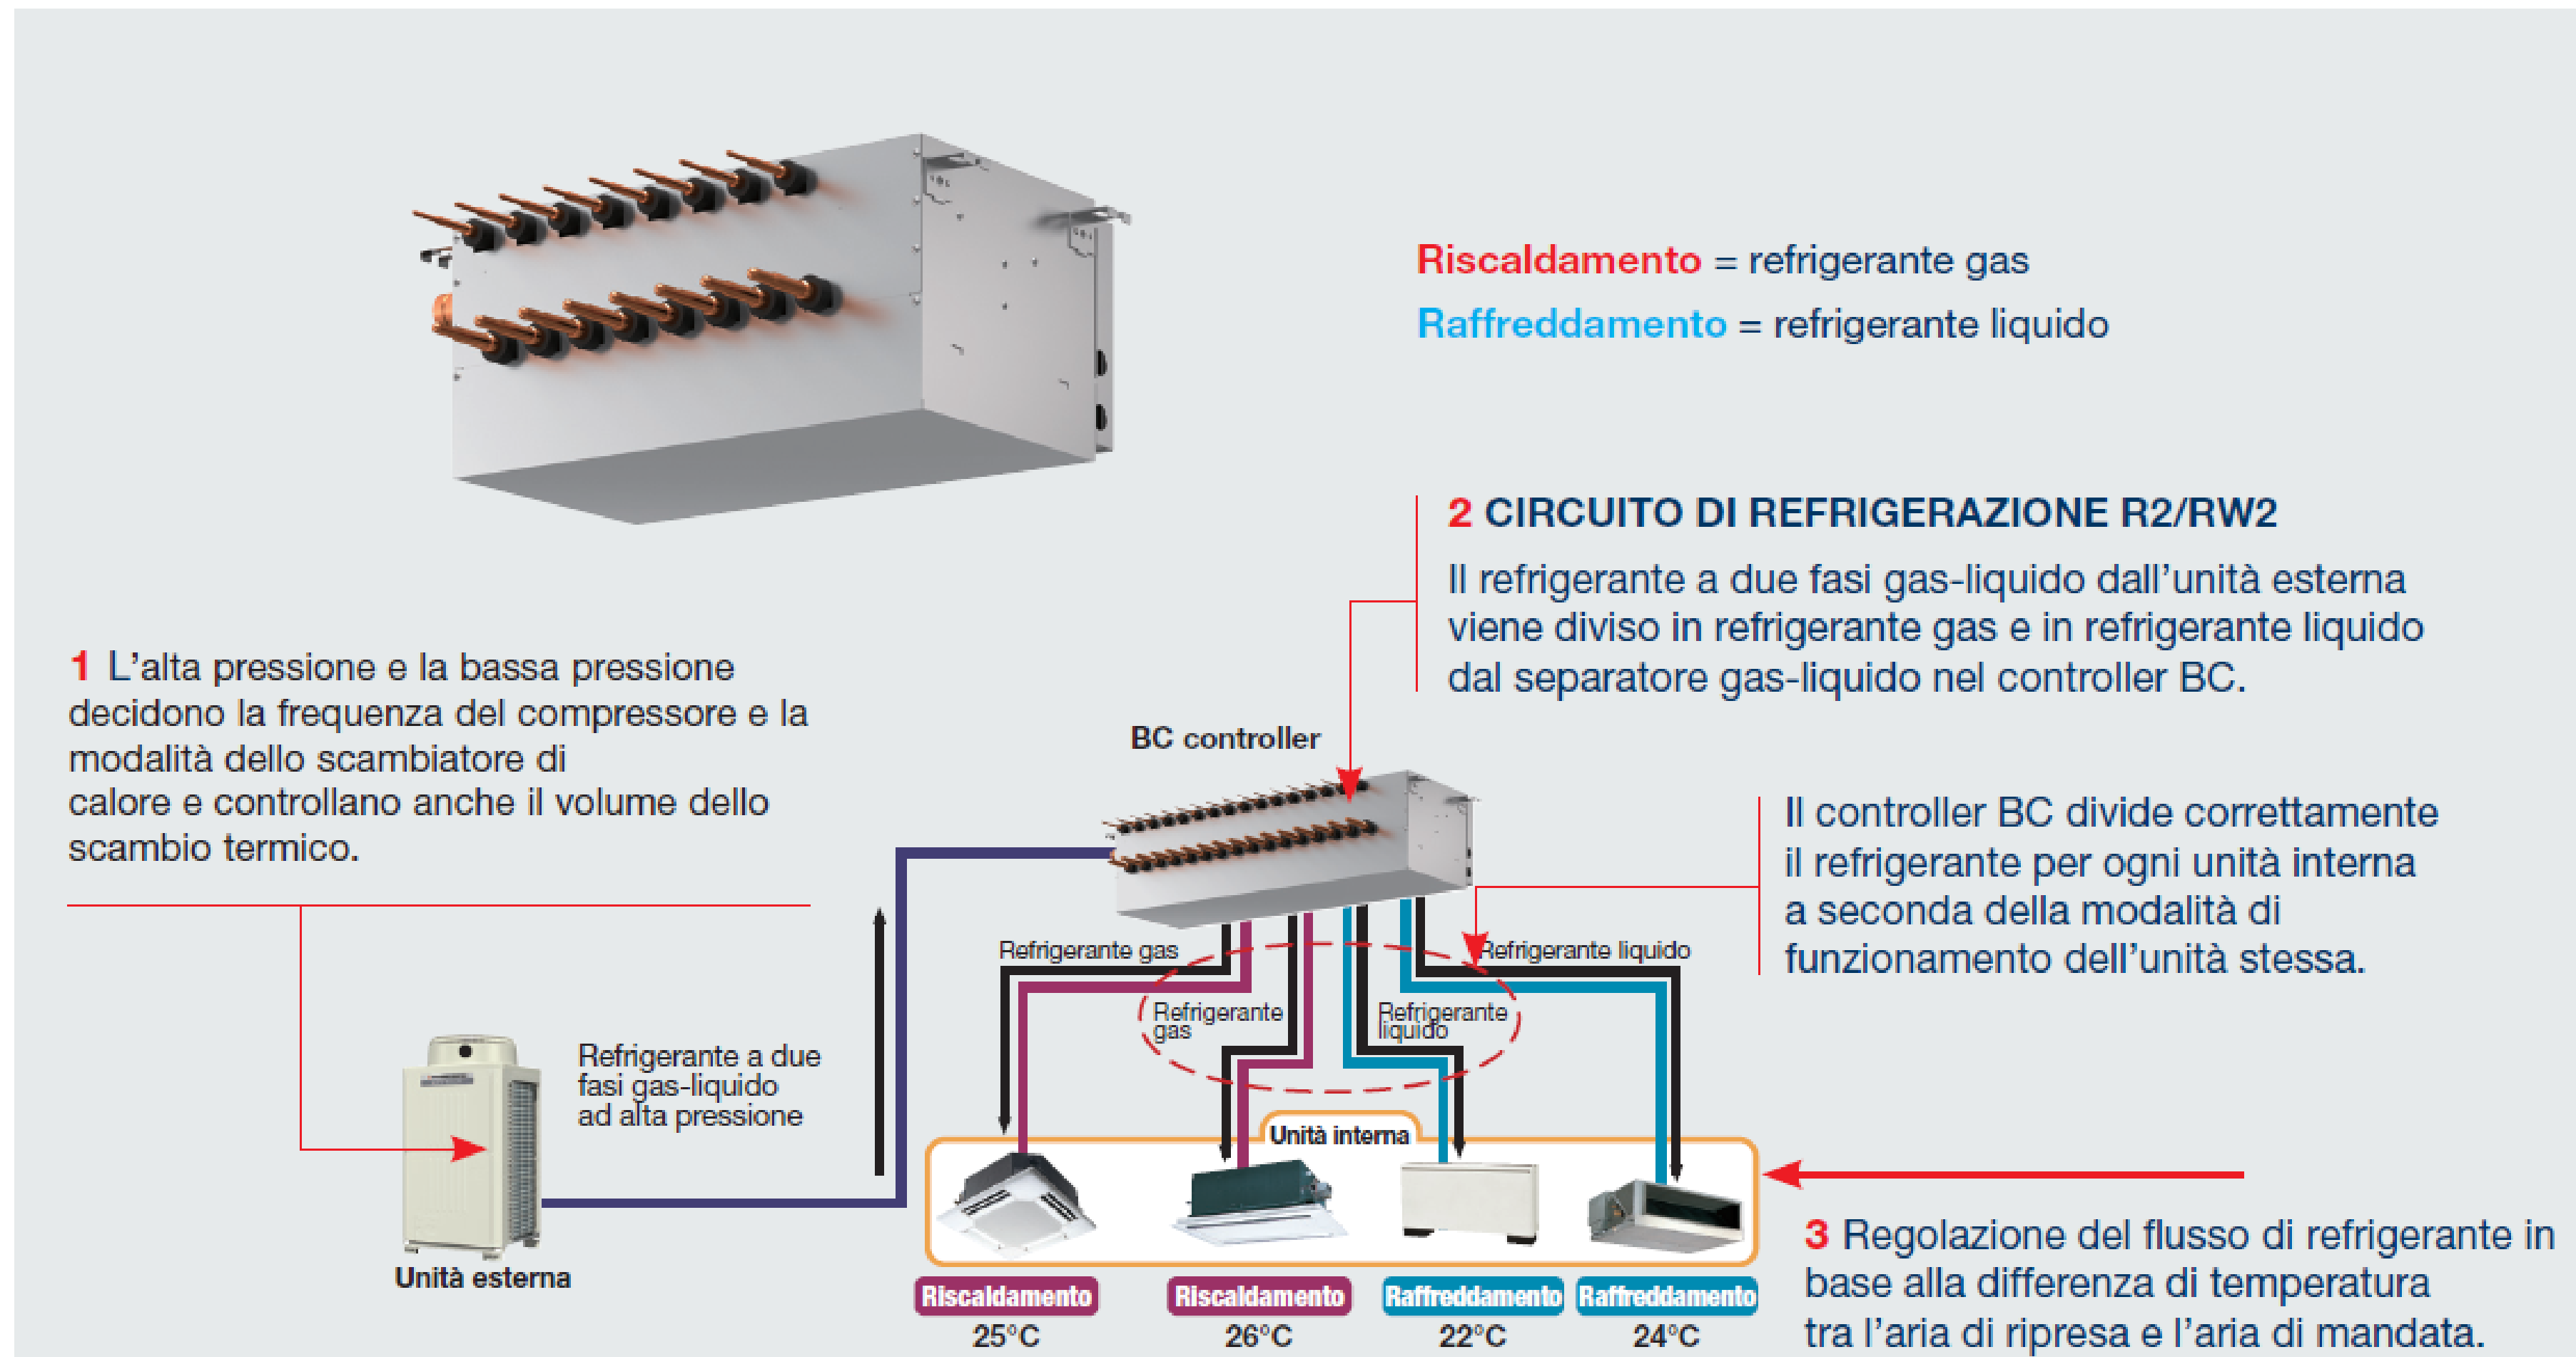 Riscaldamento = refrigerante gas
Raffreddamento = refrigerante liquido
2 CIRCUITO DI REFRIGERAZIONE R2/RW2
Il refrigerante a due fasi gas-liquido dall'unità esterna
viene diviso in refrigerante gas e in refrigerante liquido
dal separatore gas-liquido nel controller BC.
1 L'alta pressione e la bassa pressione
decidono la frequenza del compressore e la
modalità dello scambiatore di
calore e controllano anche il volume dello
scambio termico.
BC controller
Il controller BC divide correttamente
il refrigerante per ogni unità interna
a seconda della modalità di
funzionamento dell'unità stessa.
Refrigerante gas
Refrigerante liquido
Refrigerante
gas
Refrigerante
liquido
Refrigerante a due
fasi gas-liquido
ad alta pressione
Unità interna
Unità esterna
Riscaldamento
25°C
Riscaldamento
26°C
Raffreddamento
22°C
Raffreddamento
24°C
3 Regolazione del flusso di refrigerante in
base alla differenza di temperatura
tra l'aria di ripresa e l'aria di mandata.